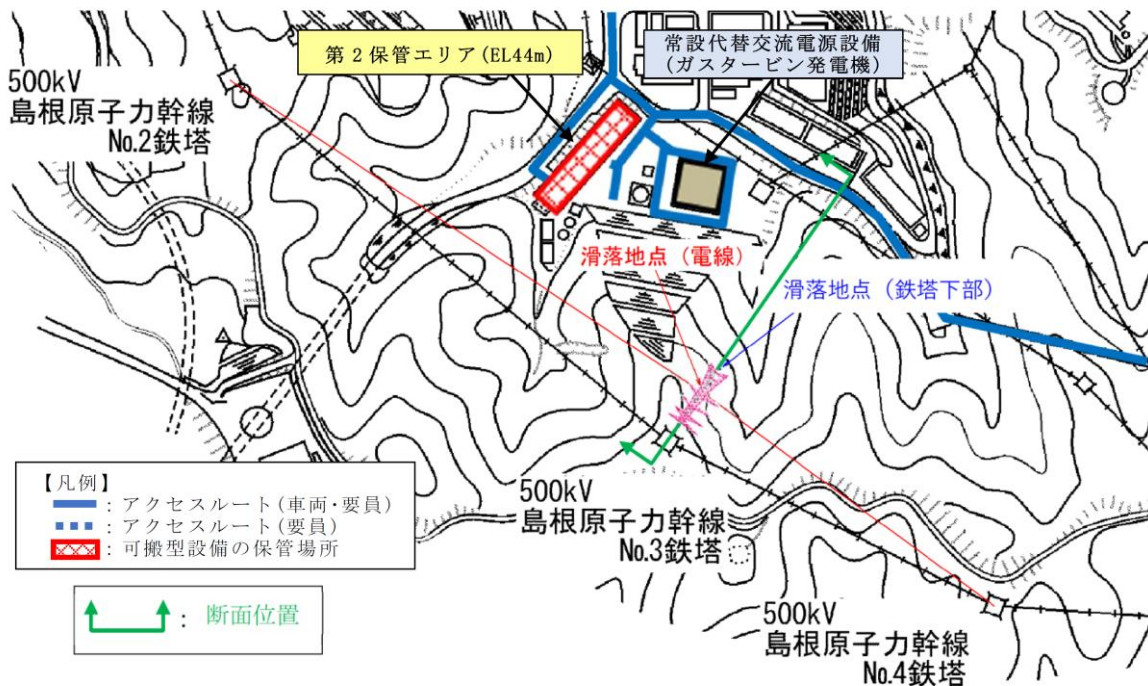 第2保管エリア(EL44m)
常設代替交流電源設備
(ガスタービン発電機)
500kV
島根原子力幹線
No.2鉄塔
滑落地点（電線）
滑落地点（鉄塔下部）
【凡例】
：アクセスルート(車両・要員)
：アクセスルート(要員)
：可搬型設備の保管場所
：断面位置
500kV
島根原子力幹線
No.3鉄塔
500kV
島根原子力幹線
No.4鉄塔